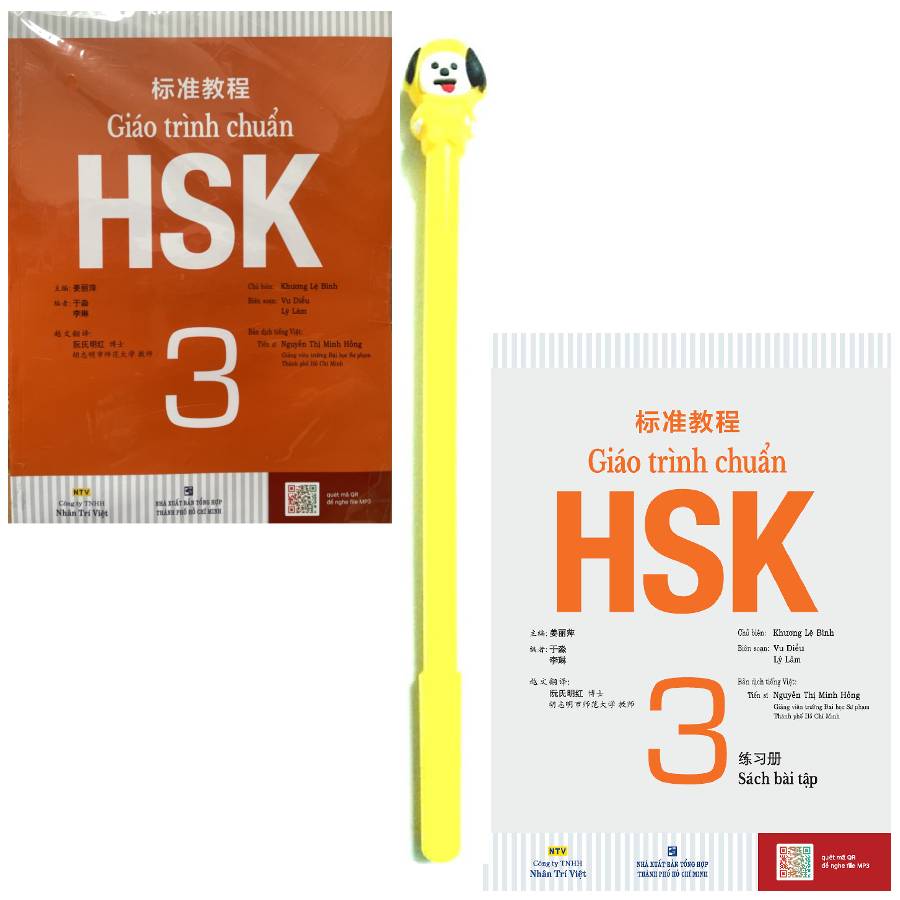 标准教程
Giáo trình chuẩn
HSK
主编: 姜丽萍
Chủ biên: Khương Lệ Bình
编者: 于淼
Biên soạn: Vu Diểu
李琳
Lý Lâm
越文翻译:
Bản dịch tiếng Việt:
阮氏明红 博士
Tiến sĩ Nguyễn Thị Minh Hồng
胡志明市师范大学 教师
Giảng viên trường Đại học Sư phạm
Thành phố Hồ Chí Minh
3
NTV
Công ty TNHH
Nhân Trí Việt
NHÀ XUẤT BẢN TỔNG HỢP
THÀNH PHỐ HỒ CHÍ MINH
quét mã QR
để nghe file MP3
标准教程
Giáo trình chuẩn
HSK
主编: 姜丽萍
Chủ biên: Khương Lệ Bình
编者: 于淼
Biên soạn: Vu Diểu
李琳
Lý Lâm
越文翻译:
Bản dịch tiếng Việt:
阮氏明红 博士
Tiến sĩ Nguyễn Thị Minh Hồng
胡志明市师范大学 教师
Giảng viên trường Đại học Sư phạm
Thành phố Hồ Chí Minh
3
练习册
Sách bài tập
NTV
Công ty TNHH
Nhân Trí Việt
NHÀ XUẤT BẢN TỔNG HỢP
THÀNH PHỐ HỒ CHÍ MINH
quét mã QR
để nghe file MP3